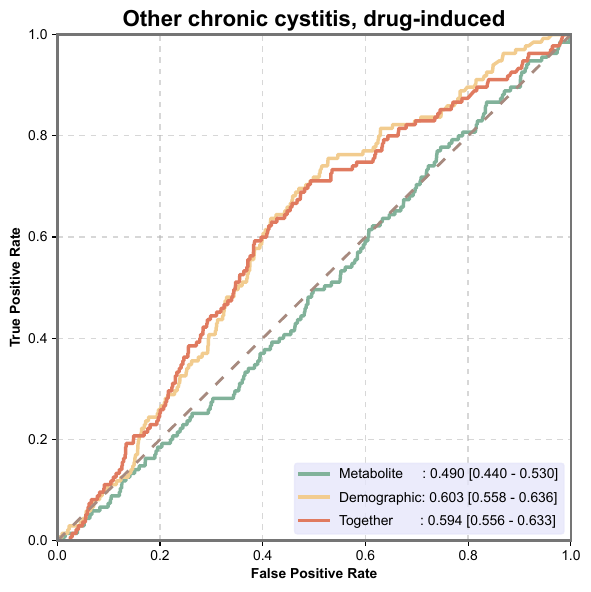 Other chronic cystitis, drug-induced
True Positive Rate
1.0
0.8
0.6
0.4
0.2
0.0
Metabolite : 0.490 [0.440 - 0.530]
Demographic: 0.603 [0.558 - 0.636]
Together : 0.594 [0.556 - 0.633]
0.0 0.2 0.4 0.6 0.8 1.0
False Positive Rate